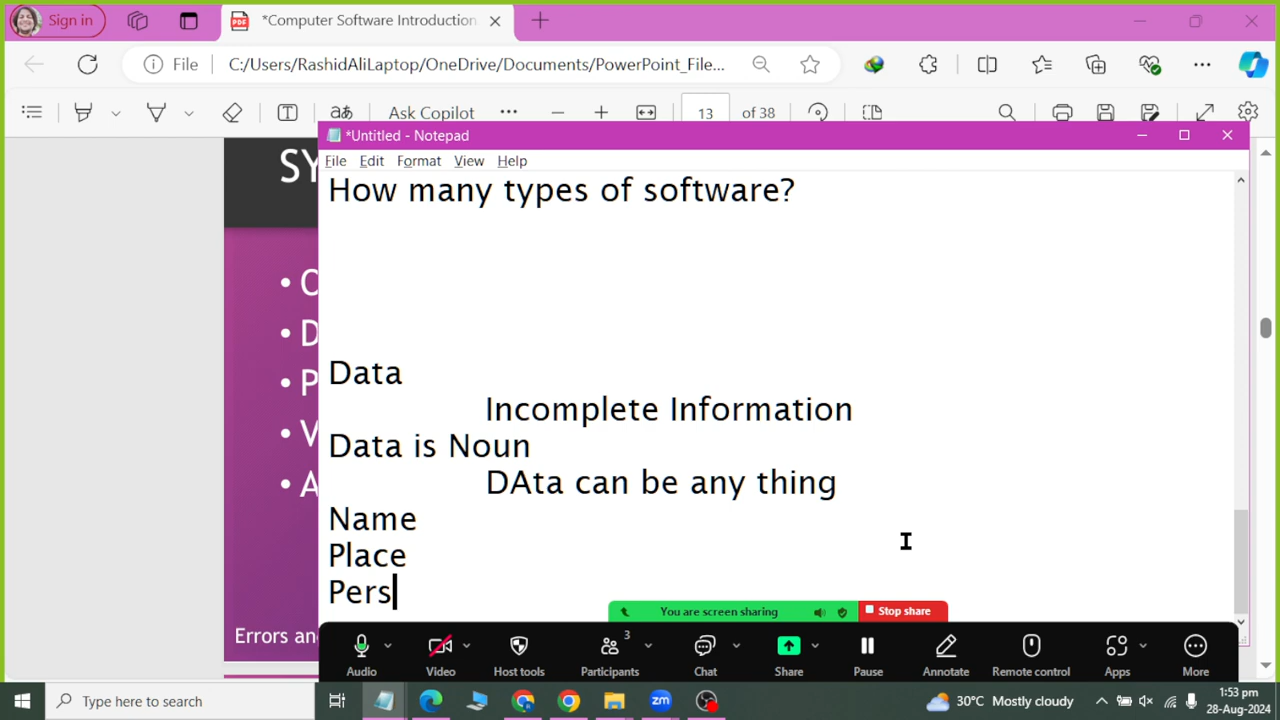 Sign in
*Computer Software Introduction
File
C:/Users/RashidAliLaptop/OneDrive/Documents/PowerPoint_File...
Ask Copilot
13 of 38
*Untitled - Notepad
File Edit Format View Help
SY
• C
• D
• P
• V
• A
Errors an
How many types of software?
Data
Incomplete Information
Data is Noun
DAta can be any thing
Name
Place
Pers
You are screen sharing
Stop share
3
Audio Video Host tools Participants Chat Share Pause Annotate Remote control Apps More
Type here to search
30°C Mostly cloudy
1:53 pm
28-Aug-2024